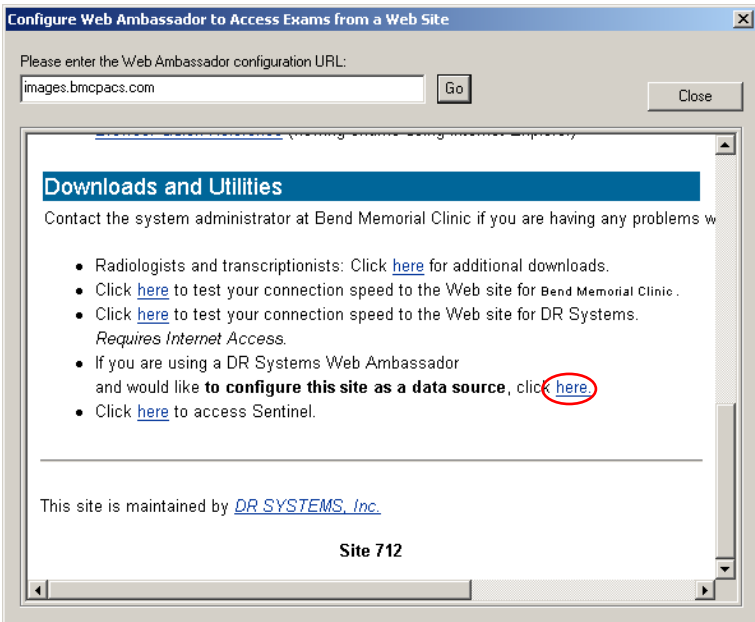 Configure Web Ambassador to Access Exams from a Web Site
Please enter the Web Ambassador configuration URL:
images.bmcpacs.com
Go
Close
Downloads and Utilities
Contact the system administrator at Bend Memorial Clinic if you are having any problems w
Radiologists and transcriptionists: Click here for additional downloads.
Click here to test your connection speed to the Web site for Bend Memorial Clinic.
Click here to test your connection speed to the Web site for DR Systems.
Requires Internet Access.
If you are using a DR Systems Web Ambassador
and would like to configure this site as a data source, click here.
Click here to access Sentinel.
This site is maintained by DR SYSTEMS, Inc.
Site 712